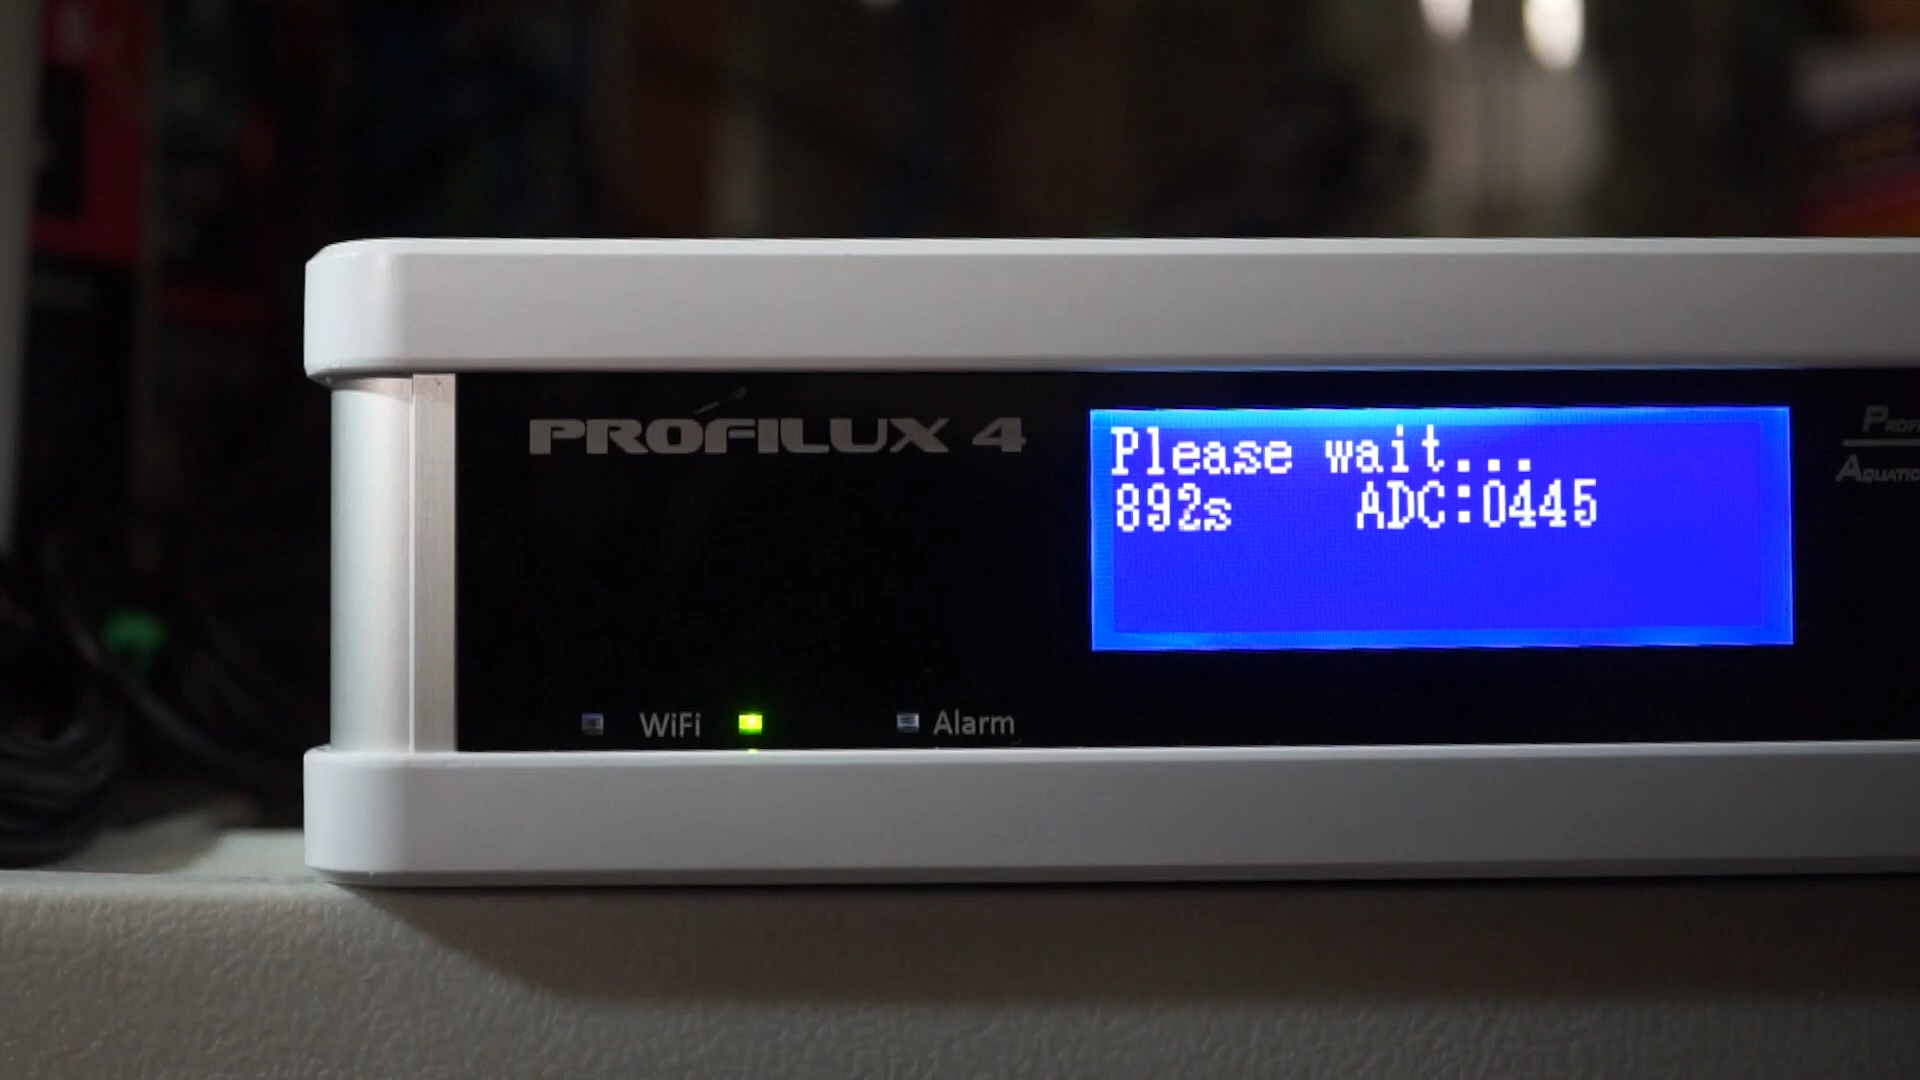 PROFILUX 4
Please wait...
892s ADC:0445
WiFi
Alarm